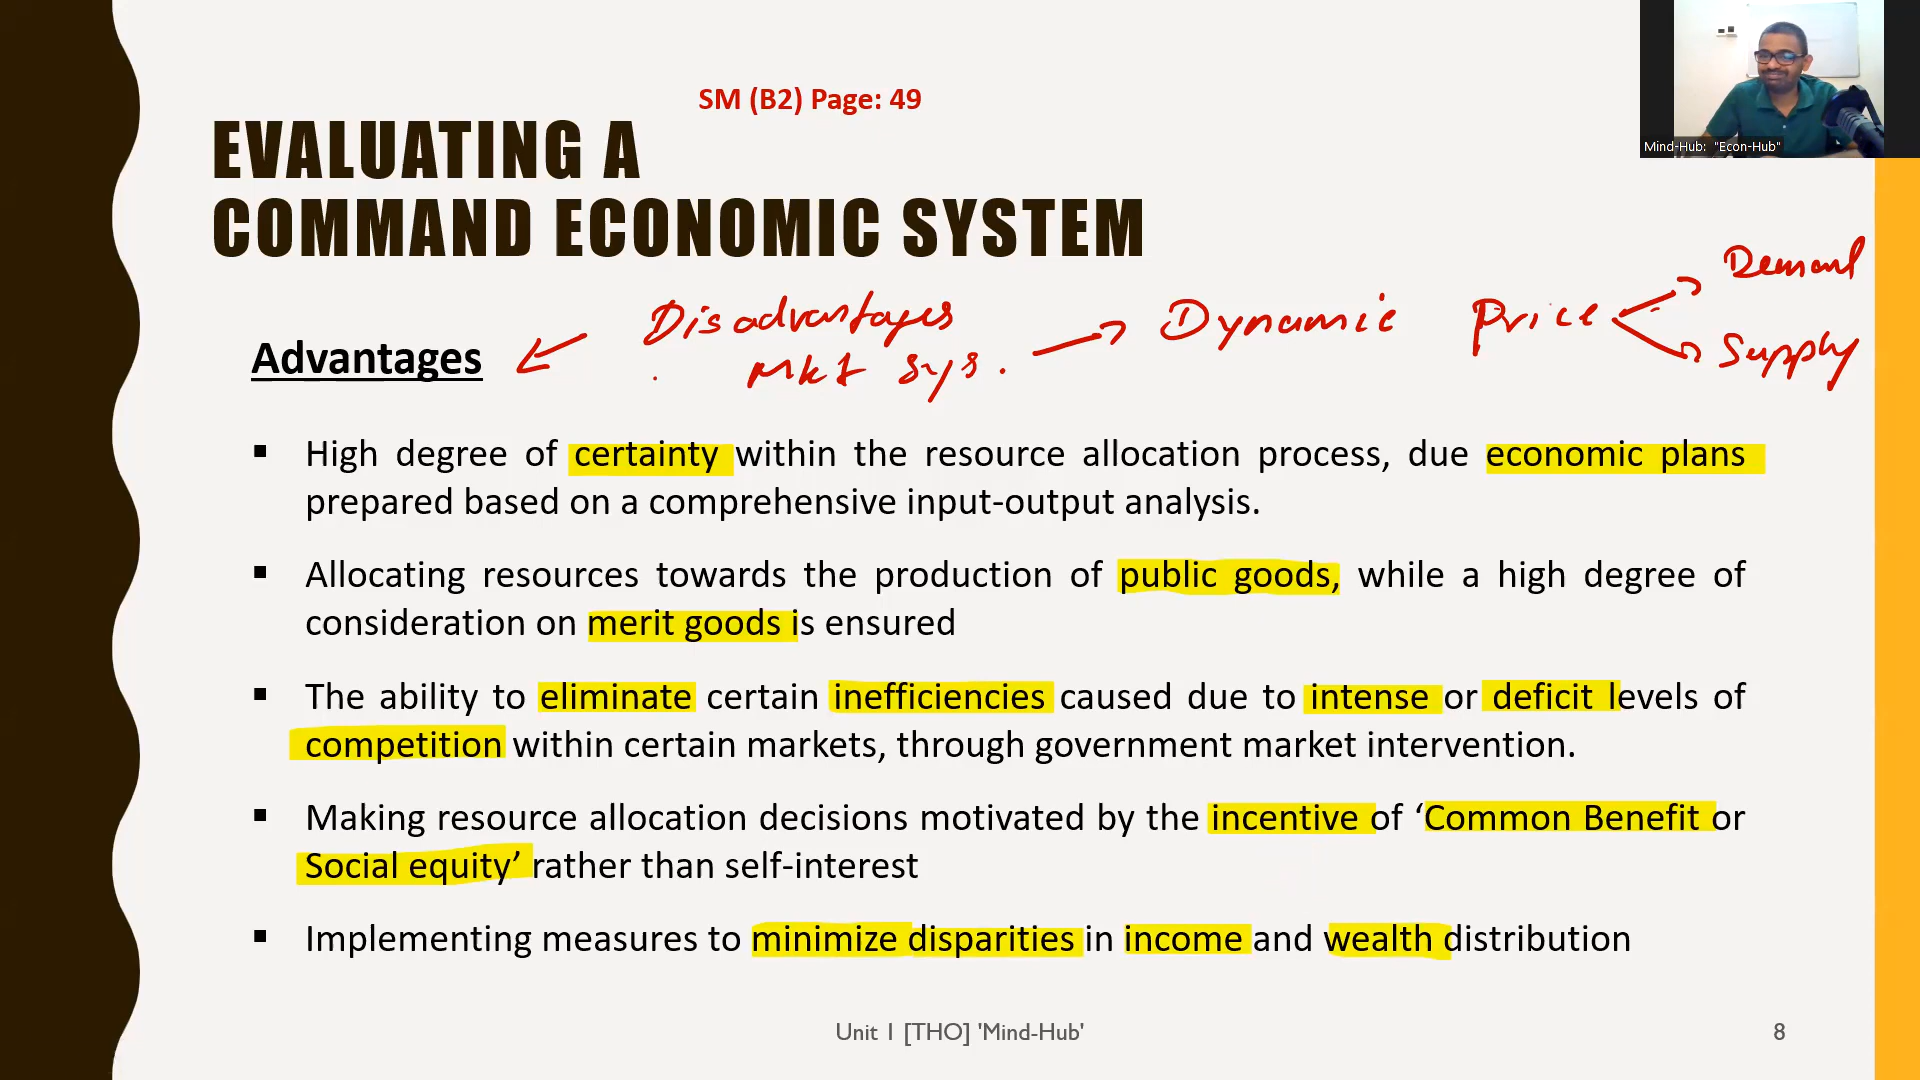 SM (B2) Page: 49
Mind-Hub: "Econ-Hub"
EVALUATING A
COMMAND ECONOMIC SYSTEM
Advantages
Disadvantages
Mkt Sys.
Dynamic Price
Demand
Supply
▪ High degree of certainty within the resource allocation process, due economic plans
prepared based on a comprehensive input-output analysis.
▪ Allocating resources towards the production of public goods, while a high degree of
consideration on merit goods is ensured
▪ The ability to eliminate certain inefficiencies caused due to intense or deficit levels of
competition within certain markets, through government market intervention.
▪ Making resource allocation decisions motivated by the incentive of ‘Common Benefit or
Social equity’ rather than self-interest
▪ Implementing measures to minimize disparities in income and wealth distribution
Unit 1 [THO] 'Mind-Hub'
8